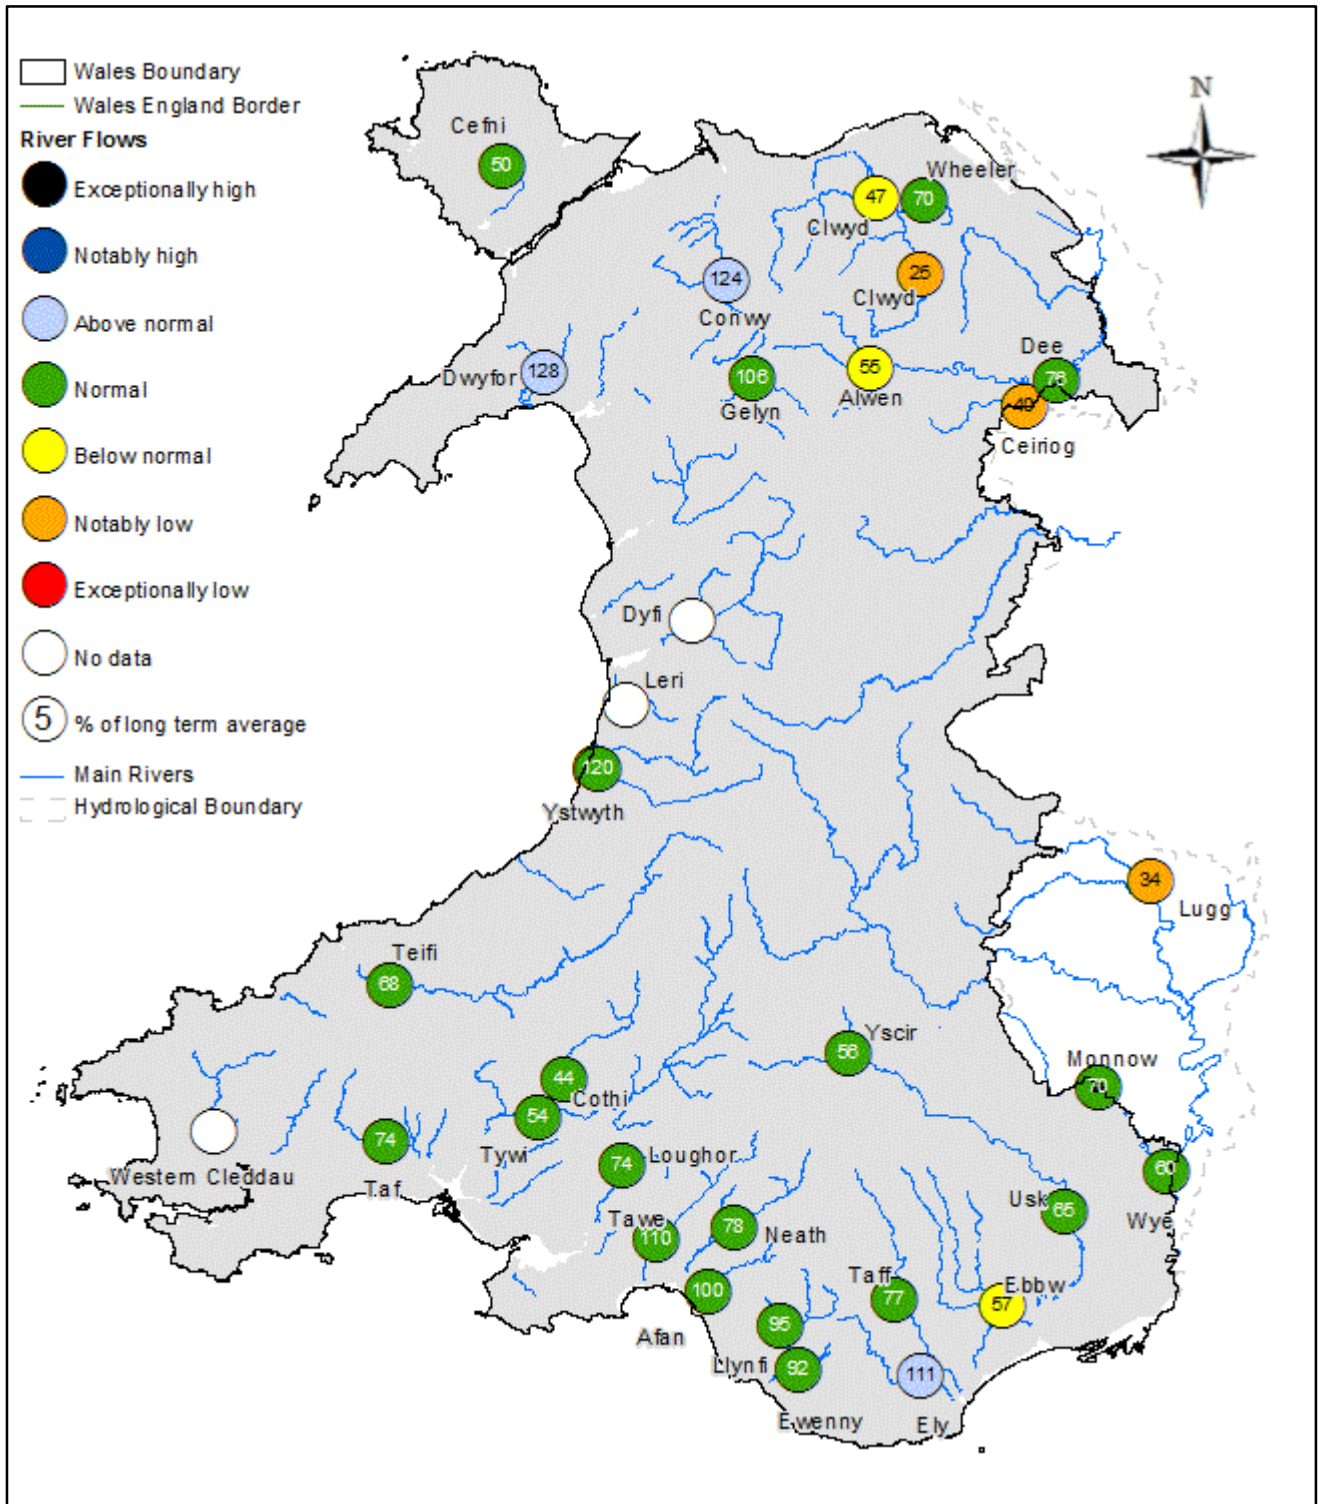 Wales Boundary
Wales England Border
River Flows
Exceptionally high
Notably high
Above normal
Normal
Below normal
Notably low
Exceptionally low
No data
5 % of long term average
Main Rivers
Hydrological Boundary
N
Cefni
50
Wheeler
47
70
Clwyd
124
25
Clwyd
Conwy
Dee
Dwyfor
128
106
55
76
Gelyn
Alwen
49
Ceiriog
Dyfi
Leri
120
Ystwyth
34
Lugg
Teifi
68
Yscir
56
Monnow
70
44
Cothi
54
Tywi
74
Western Cleddau
Taf
74
Loughor
60
Wye
Usk
65
Tawe
110
78
Neath
Taff
77
Ebbw
57
100
Afan
95
Llynfi
92
Ewenny
111
Ely